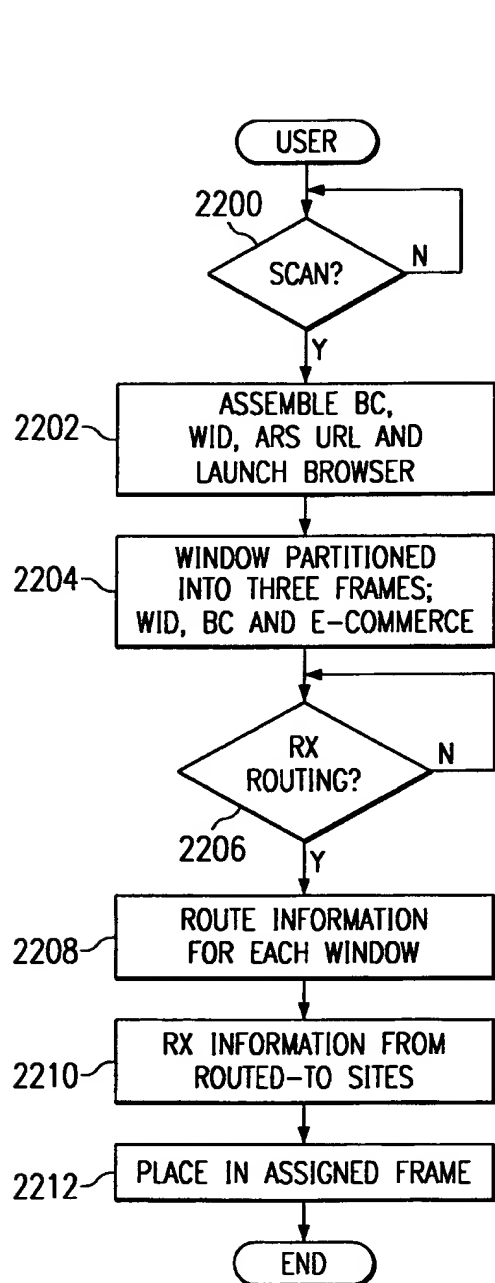 USER
2200
SCAN?
N
Y
2202
ASSEMBLE BC,
WID, ARS URL AND
LAUNCH BROWSER
2204
WINDOW PARTITIONED
INTO THREE FRAMES;
WID, BC AND E-COMMERCE
RX
ROUTING?
N
2206
Y
2208
ROUTE INFORMATION
FOR EACH WINDOW
2210
RX INFORMATION FROM
ROUTED-TO SITES
2212
PLACE IN ASSIGNED FRAME
END